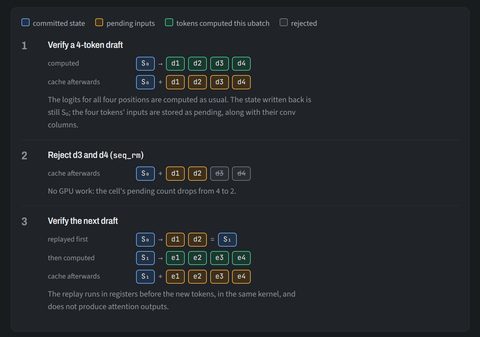 committed state pending inputs tokens computed this ubatch rejected
1 Verify a 4-token draft
computed S₀ → d1 d2 d3 d4
cache afterwards S₀ + d1 d2 d3 d4
The logits for all four positions are computed as usual. The state written back is
still S₀; the four tokens' inputs are stored as pending, along with their conv
columns.
2 Reject d3 and d4 (seq_rm)
cache afterwards S₀ + d1 d2 d3 d4
No GPU work: the cell's pending count drops from 4 to 2.
3 Verify the next draft
replayed first S₀ → d1 d2 = S₁
then computed S₁ → e1 e2 e3 e4
cache afterwards S₁ + e1 e2 e3 e4
The replay runs in registers before the new tokens, in the same kernel, and
does not produce attention outputs.